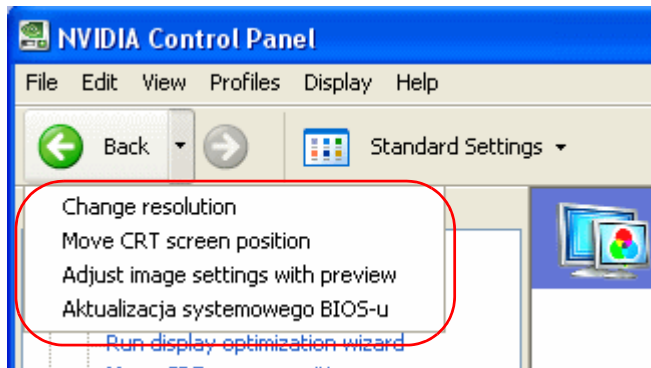 NVIDIA Control Panel
File Edit View Profiles Display Help
Back Standard Settings
Change resolution
Move CRT screen position
Adjust image settings with preview
Aktualizacja systemowego BIOS-u
Run display optimization wizard